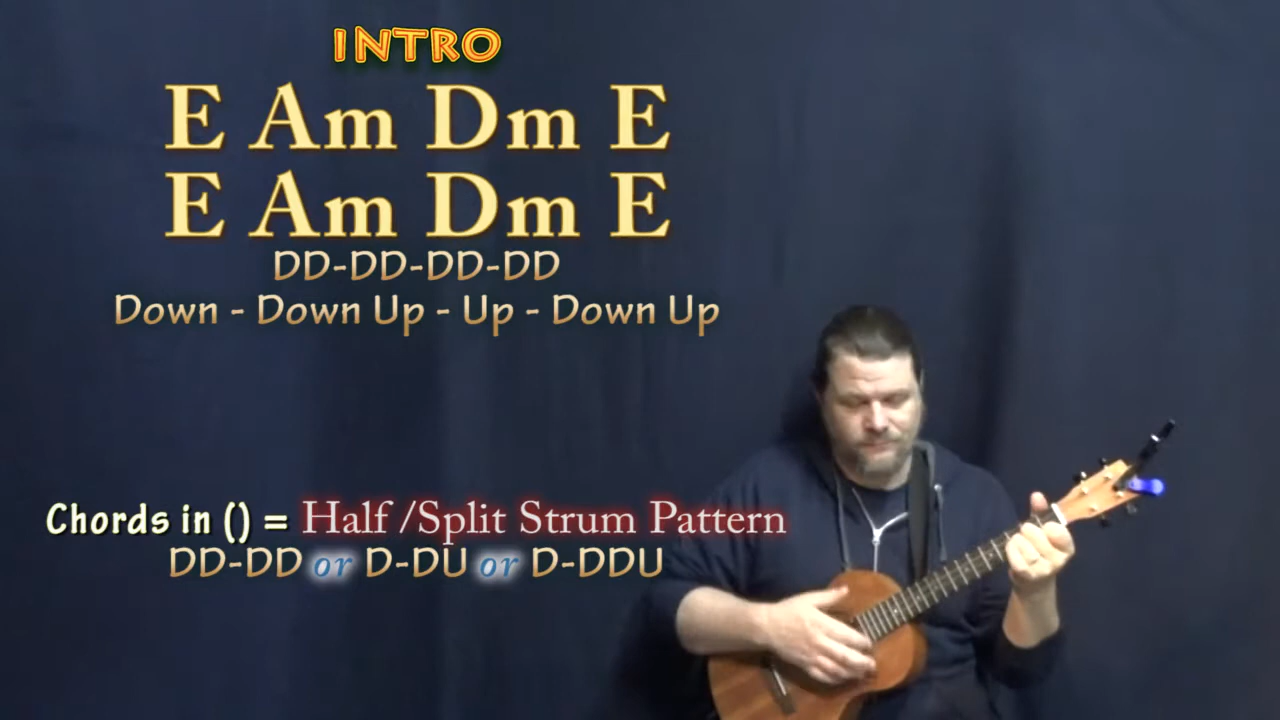 INTRO
E Am Dm E
E Am Dm E
DD-DD-DD-DD
Down - Down Up - Up - Down Up
Chords in () = Half /Split Strum Pattern
DD-DD or D-DU or D-DDU